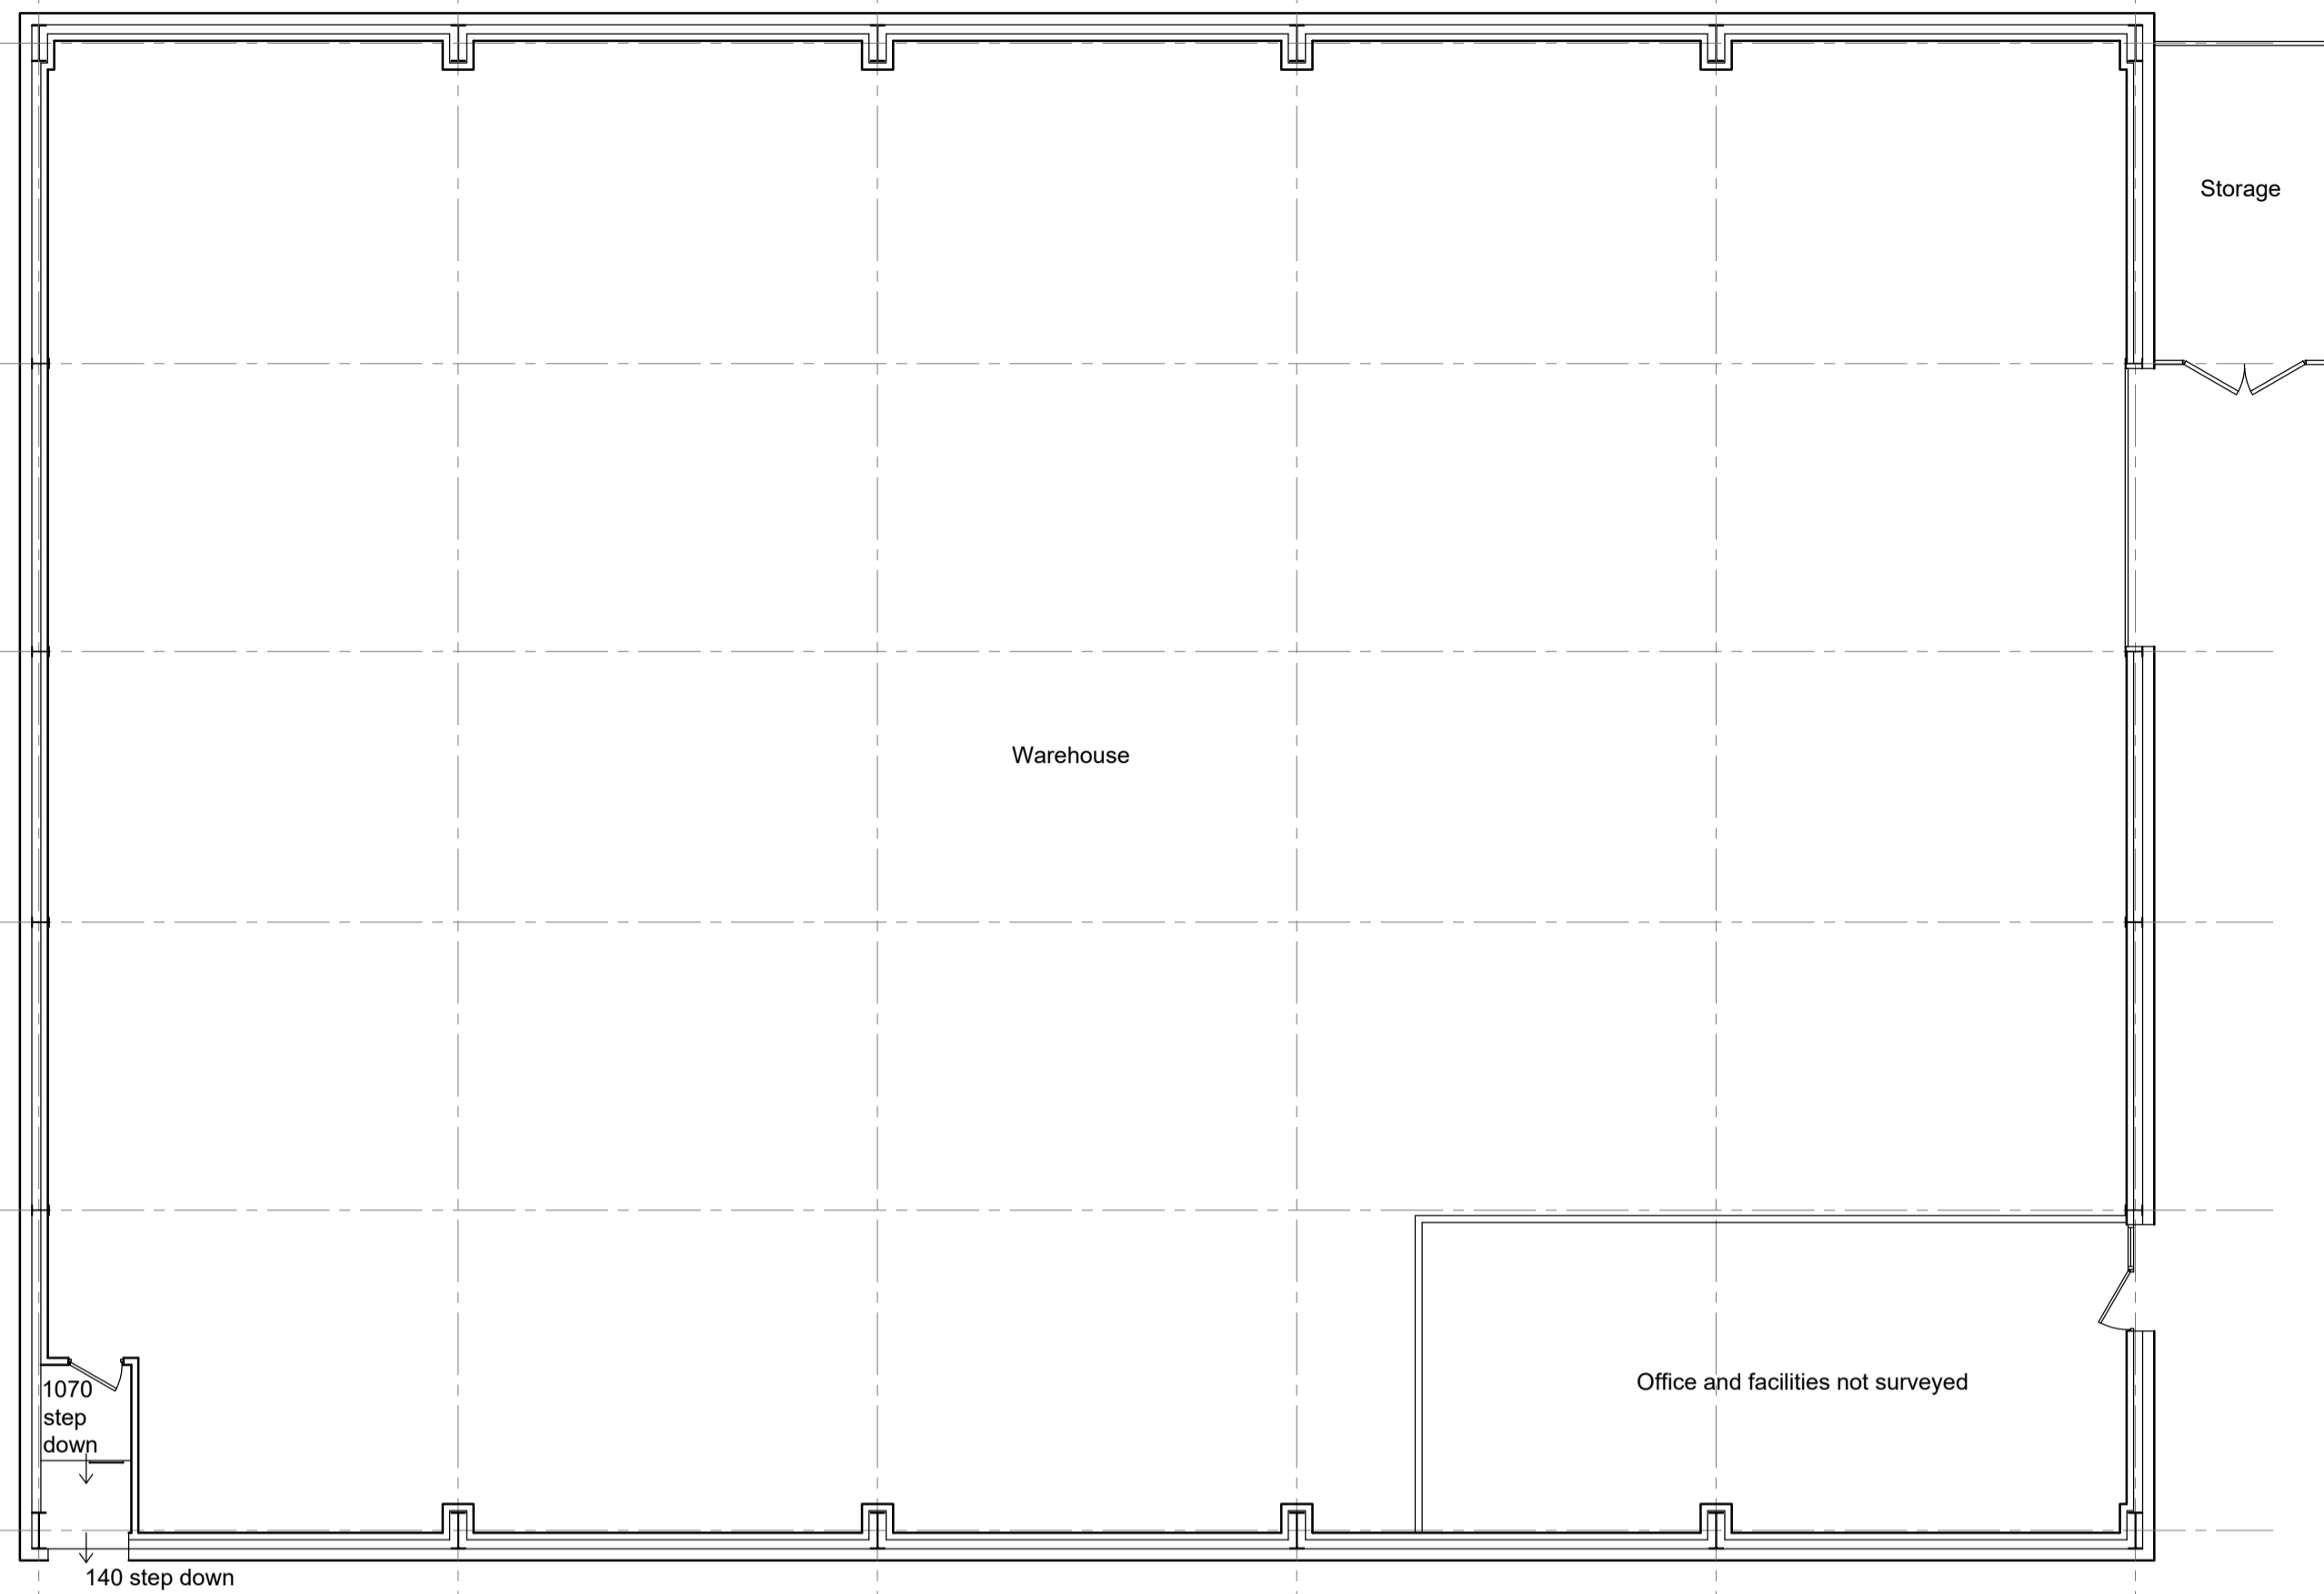 Storage
Warehouse
Office and facilities not surveyed
1070
step
down
140 step down